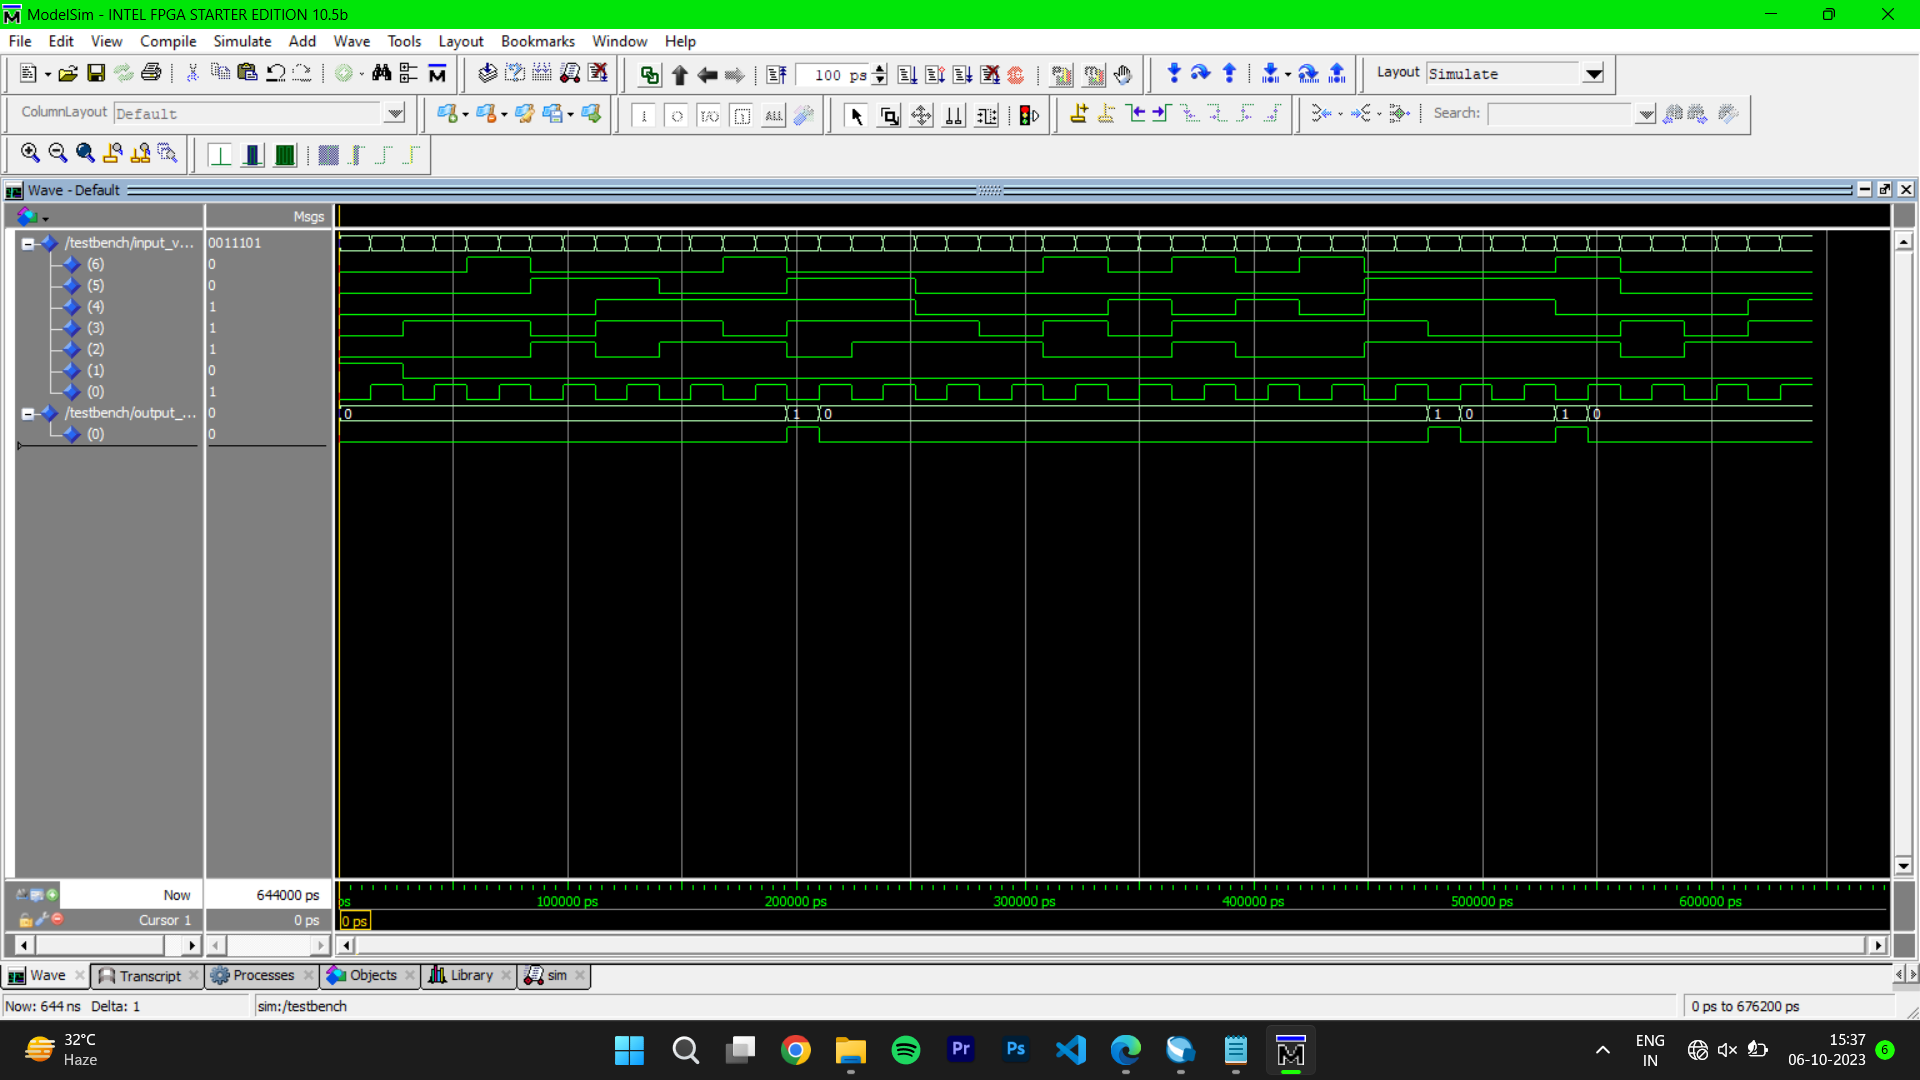 ModelSim - INTEL FPGA STARTER EDITION 10.5b
File Edit View Compile Simulate Add Wave Tools Layout Bookmarks Window Help
100 ps
Layout Simulate
ColumnLayout Default
ALL
Search:
Wave - Default
Msgs
/testbench/input_v... 0011101
(6) 0
(5) 0
(4) 1
(3) 1
(2) 1
(1) 0
(0) 1
/testbench/output_... 0 0 1 0 1 0 1 0
(0) 0
Now 644000 ps
ps 100000 ps 200000 ps 300000 ps 400000 ps 500000 ps 600000 ps
Cursor 1 0 ps 0 ps
Wave Transcript Processes Objects Library sim
Now: 644 ns Delta: 1 sim:/testbench 0 ps to 676200 ps
32°C
Haze
Pr Ps
ENG
IN
15:37
06-10-2023
6